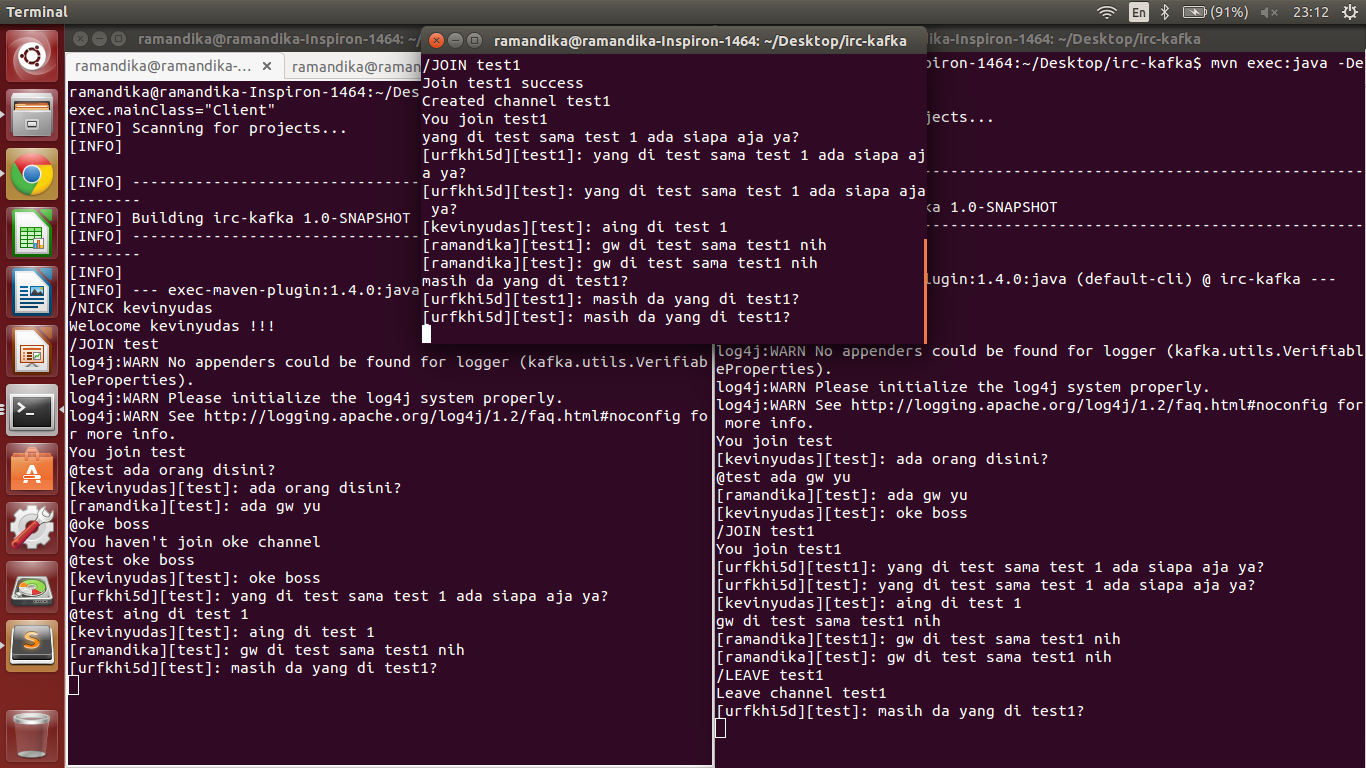 Terminal
En
(91%)
23:12
ramandika@ramandika-Inspiron-1464: ~/
ramandika@ramandika-...
ramandika@raman
ramandika@ramandika-Inspiron-1464:~/Des
exec.mainClass="Client"
[INFO] Scanning for projects...
[INFO]
[INFO] -----------------------------------
--------
[INFO] Building irc-kafka 1.0-SNAPSHOT
[INFO] -----------------------------------
--------
[INFO]
[INFO] --- exec-maven-plugin:1.4.0:java
/NICK kevinyudas
Welocome kevinyudas !!!
/JOIN test
log4j:WARN No appenders could be found for logger (kafka.utils.Verifiab
leProperties).
log4j:WARN Please initialize the log4j system properly.
log4j:WARN See http://logging.apache.org/log4j/1.2/faq.html#noconfig fo
r more info.
You join test
@test ada orang disini?
[kevinyudas][test]: ada orang disini?
[ramandika][test]: ada gw yu
@oke boss
You haven't join oke channel
@test oke boss
[kevinyudas][test]: oke boss
[urfkhi5d][test]: yang di test sama test 1 ada siapa aja ya?
@test aing di test 1
[kevinyudas][test]: aing di test 1
[ramandika][test]: gw di test sama test1 nih
[urfkhi5d][test]: masih da yang di test1?
ramandika@ramandika-Inspiron-1464: ~/Desktop/irc-kafka
/JOIN test1
Join test1 success
Created channel test1
You join test1
yang di test sama test 1 ada siapa aja ya?
[urfkhi5d][test1]: yang di test sama test 1 ada siapa aj
a ya?
[urfkhi5d][test]: yang di test sama test 1 ada siapa aja
 ya?
[kevinyudas][test]: aing di test 1
[ramandika][test1]: gw di test sama test1 nih
[ramandika][test]: gw di test sama test1 nih
masih da yang di test1?
[urfkhi5d][test1]: masih da yang di test1?
[urfkhi5d][test]: masih da yang di test1?
-Inspiron-1464: ~/Desktop/irc-kafka
piron-1464:~/Desktop/irc-kafka$ mvn exec:java -De
jects...
-------------------------------------------------
ka 1.0-SNAPSHOT
-------------------------------------------------
lugin:1.4.0:java (default-cli) @ irc-kafka ---
log4j:WARN No appenders could be found for logger (kafka.utils.Verifiabl
eProperties).
log4j:WARN Please initialize the log4j system properly.
log4j:WARN See http://logging.apache.org/log4j/1.2/faq.html#noconfig for
 more info.
You join test
[kevinyudas][test]: ada orang disini?
@test ada gw yu
[ramandika][test]: ada gw yu
[kevinyudas][test]: oke boss
/JOIN test1
You join test1
[urfkhi5d][test1]: yang di test sama test 1 ada siapa aja ya?
[urfkhi5d][test]: yang di test sama test 1 ada siapa aja ya?
[kevinyudas][test]: aing di test 1
gw di test sama test1 nih
[ramandika][test1]: gw di test sama test1 nih
[ramandika][test]: gw di test sama test1 nih
/LEAVE test1
Leave channel test1
[urfkhi5d][test]: masih da yang di test1?